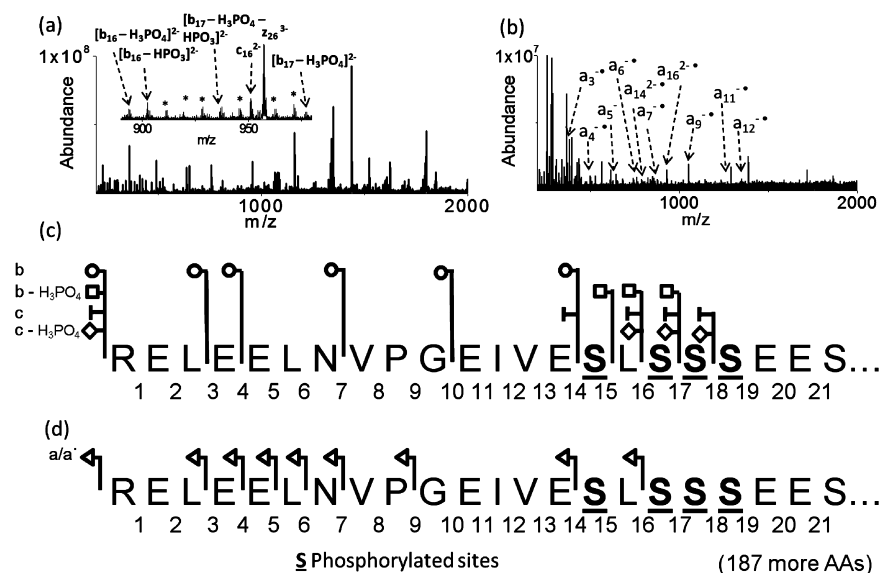 (a)
[b16 – H3PO4]2-
[b16 – HPO3]2-
[b17 – H3PO4 – HPO3]2-
c16 2-
z26 3-
[b17 – H3PO4]2-
* * * * * *
900 950
m/z
1x10^8
Abundance
1000 2000
m/z
(b)
1x10^7
Abundance
a3 -•
a4 -•
a5 -•
a6 -•
a14 2-•
a7 -•
a16 2-•
a9 -•
a11 -•
a12 -•
1000 2000
m/z
(c)
b
b - H3PO4
c
c - H3PO4
R E L E E L N V P G E I V E S L S S S E E S...
1 2 3 4 5 6 7 8 9 10 11 12 13 14 15 16 17 18 19 20 21
(d)
a/a•
R E L E E L N V P G E I V E S L S S S E E S...
1 2 3 4 5 6 7 8 9 10 11 12 13 14 15 16 17 18 19 20 21
S Phosphorylated sites
(187 more AAs)